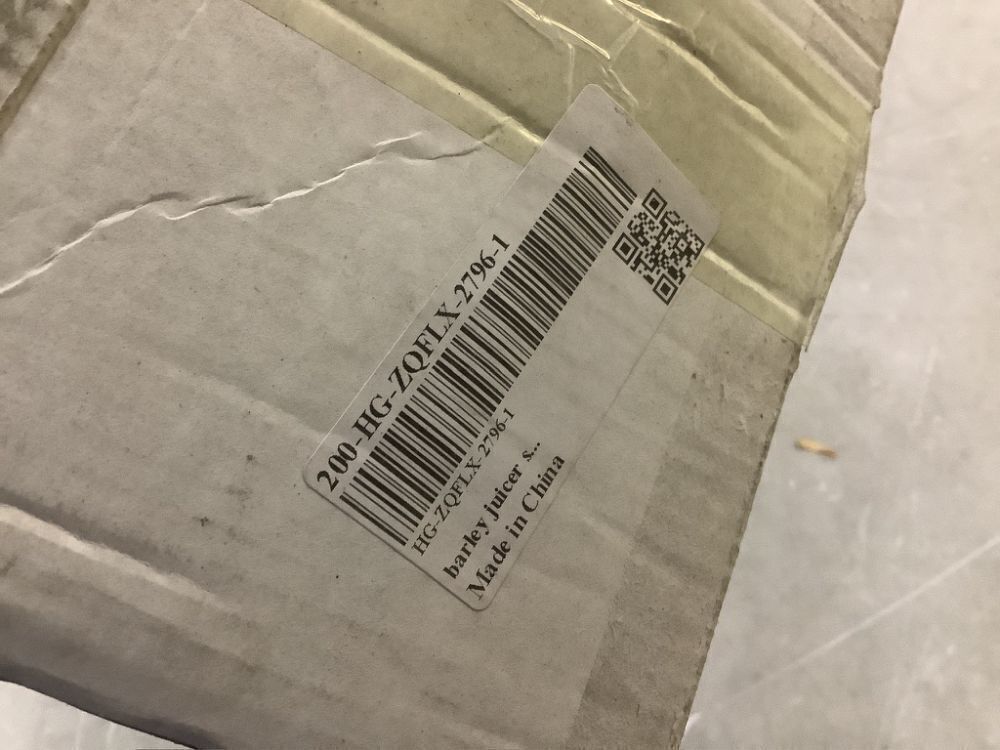 200-HG-ZQFLX-2796-1
HG-ZQFLX-2796-1
barley juicer s...
Made in China